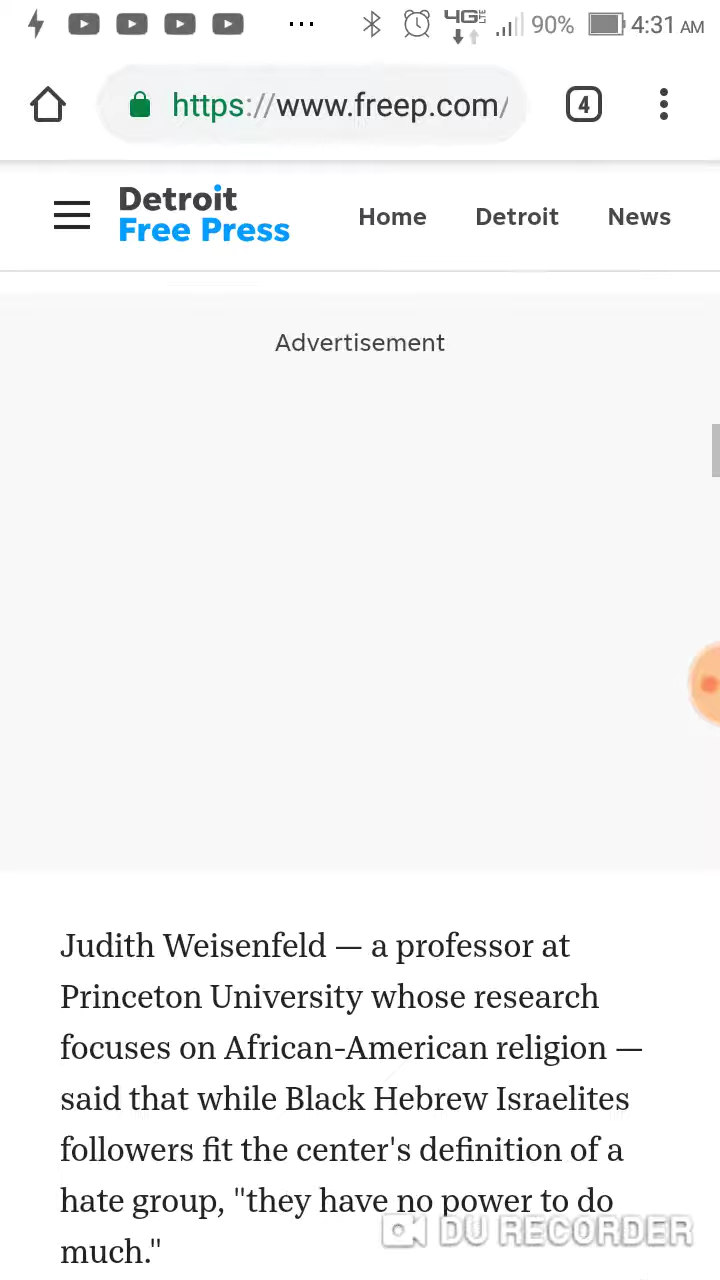 4G LTE 90% 4:31 AM
https://www.freep.com/ 4
Detroit
Free Press
Home Detroit News
Advertisement
Judith Weisenfeld — a professor at
Princeton University whose research
focuses on African-American religion —
said that while Black Hebrew Israelites
followers fit the center's definition of a
hate group, "they have no power to do
much."
DU RECORDER